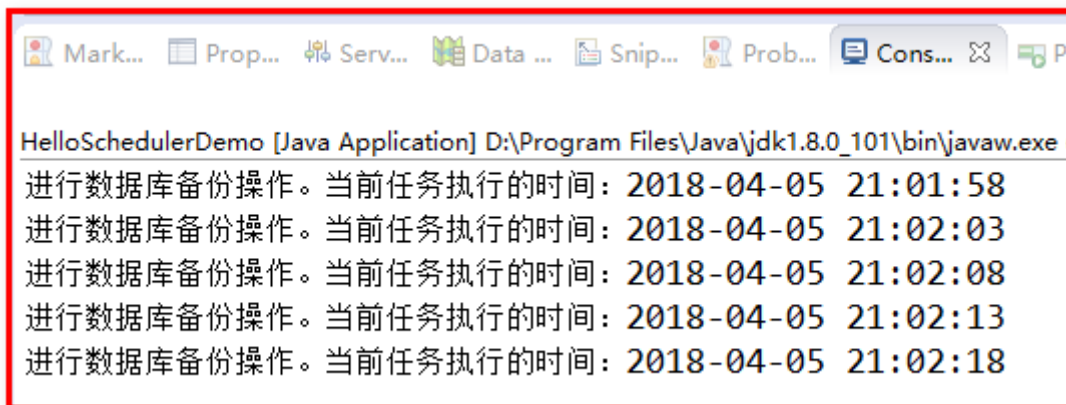 Mark... Prop... Serv... Data ... Snip... Prob... Cons... P
HelloSchedulerDemo [Java Application] D:\Program Files\Java\jdk1.8.0_101\bin\javaw.exe
进行数据库备份操作。当前任务执行的时间：2018-04-05 21:01:58
进行数据库备份操作。当前任务执行的时间：2018-04-05 21:02:03
进行数据库备份操作。当前任务执行的时间：2018-04-05 21:02:08
进行数据库备份操作。当前任务执行的时间：2018-04-05 21:02:13
进行数据库备份操作。当前任务执行的时间：2018-04-05 21:02:18